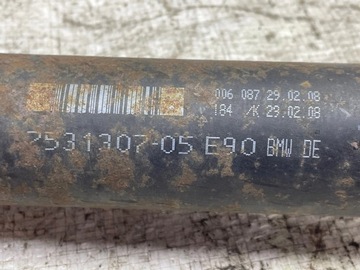 006 087 29.02.08
184 /K 29.02.08
7531307-05 E90 BMW DE